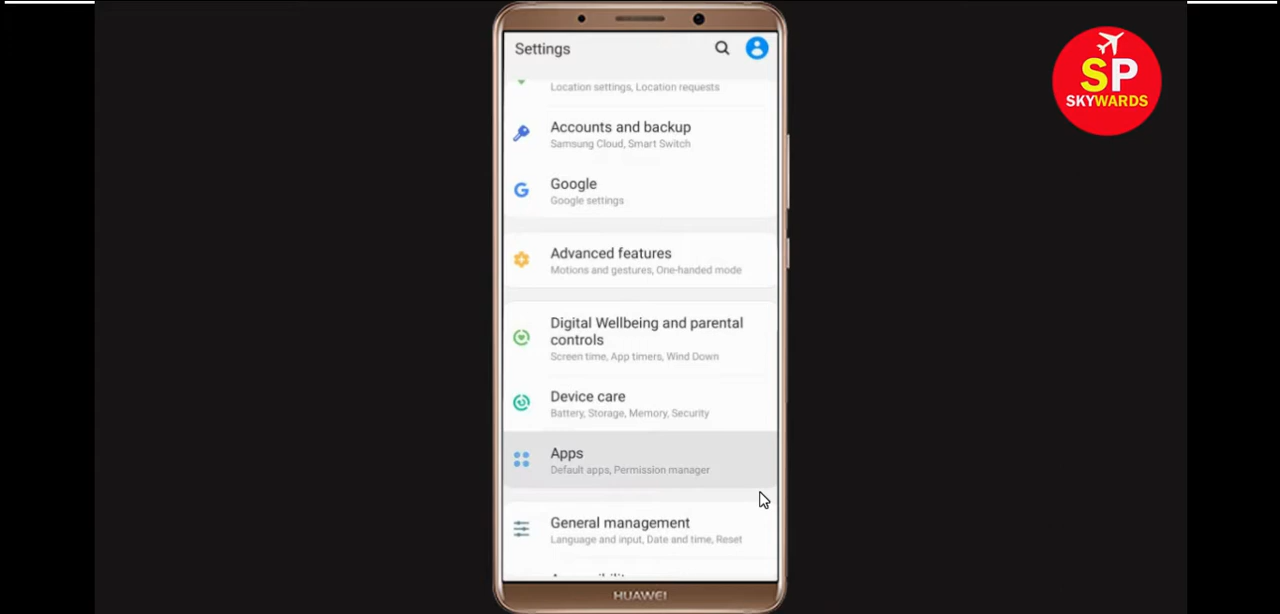 Settings
Location settings, Location requests
Accounts and backup
Samsung Cloud, Smart Switch
Google
Google settings
Advanced features
Motions and gestures, One-handed mode
Digital Wellbeing and parental
controls
Screen time, App timers, Wind Down
Device care
Battery, Storage, Memory, Security
Apps
Default apps, Permission manager
General management
Language and input, Date and time, Reset
HUAWEI
SP
SKYWARDS